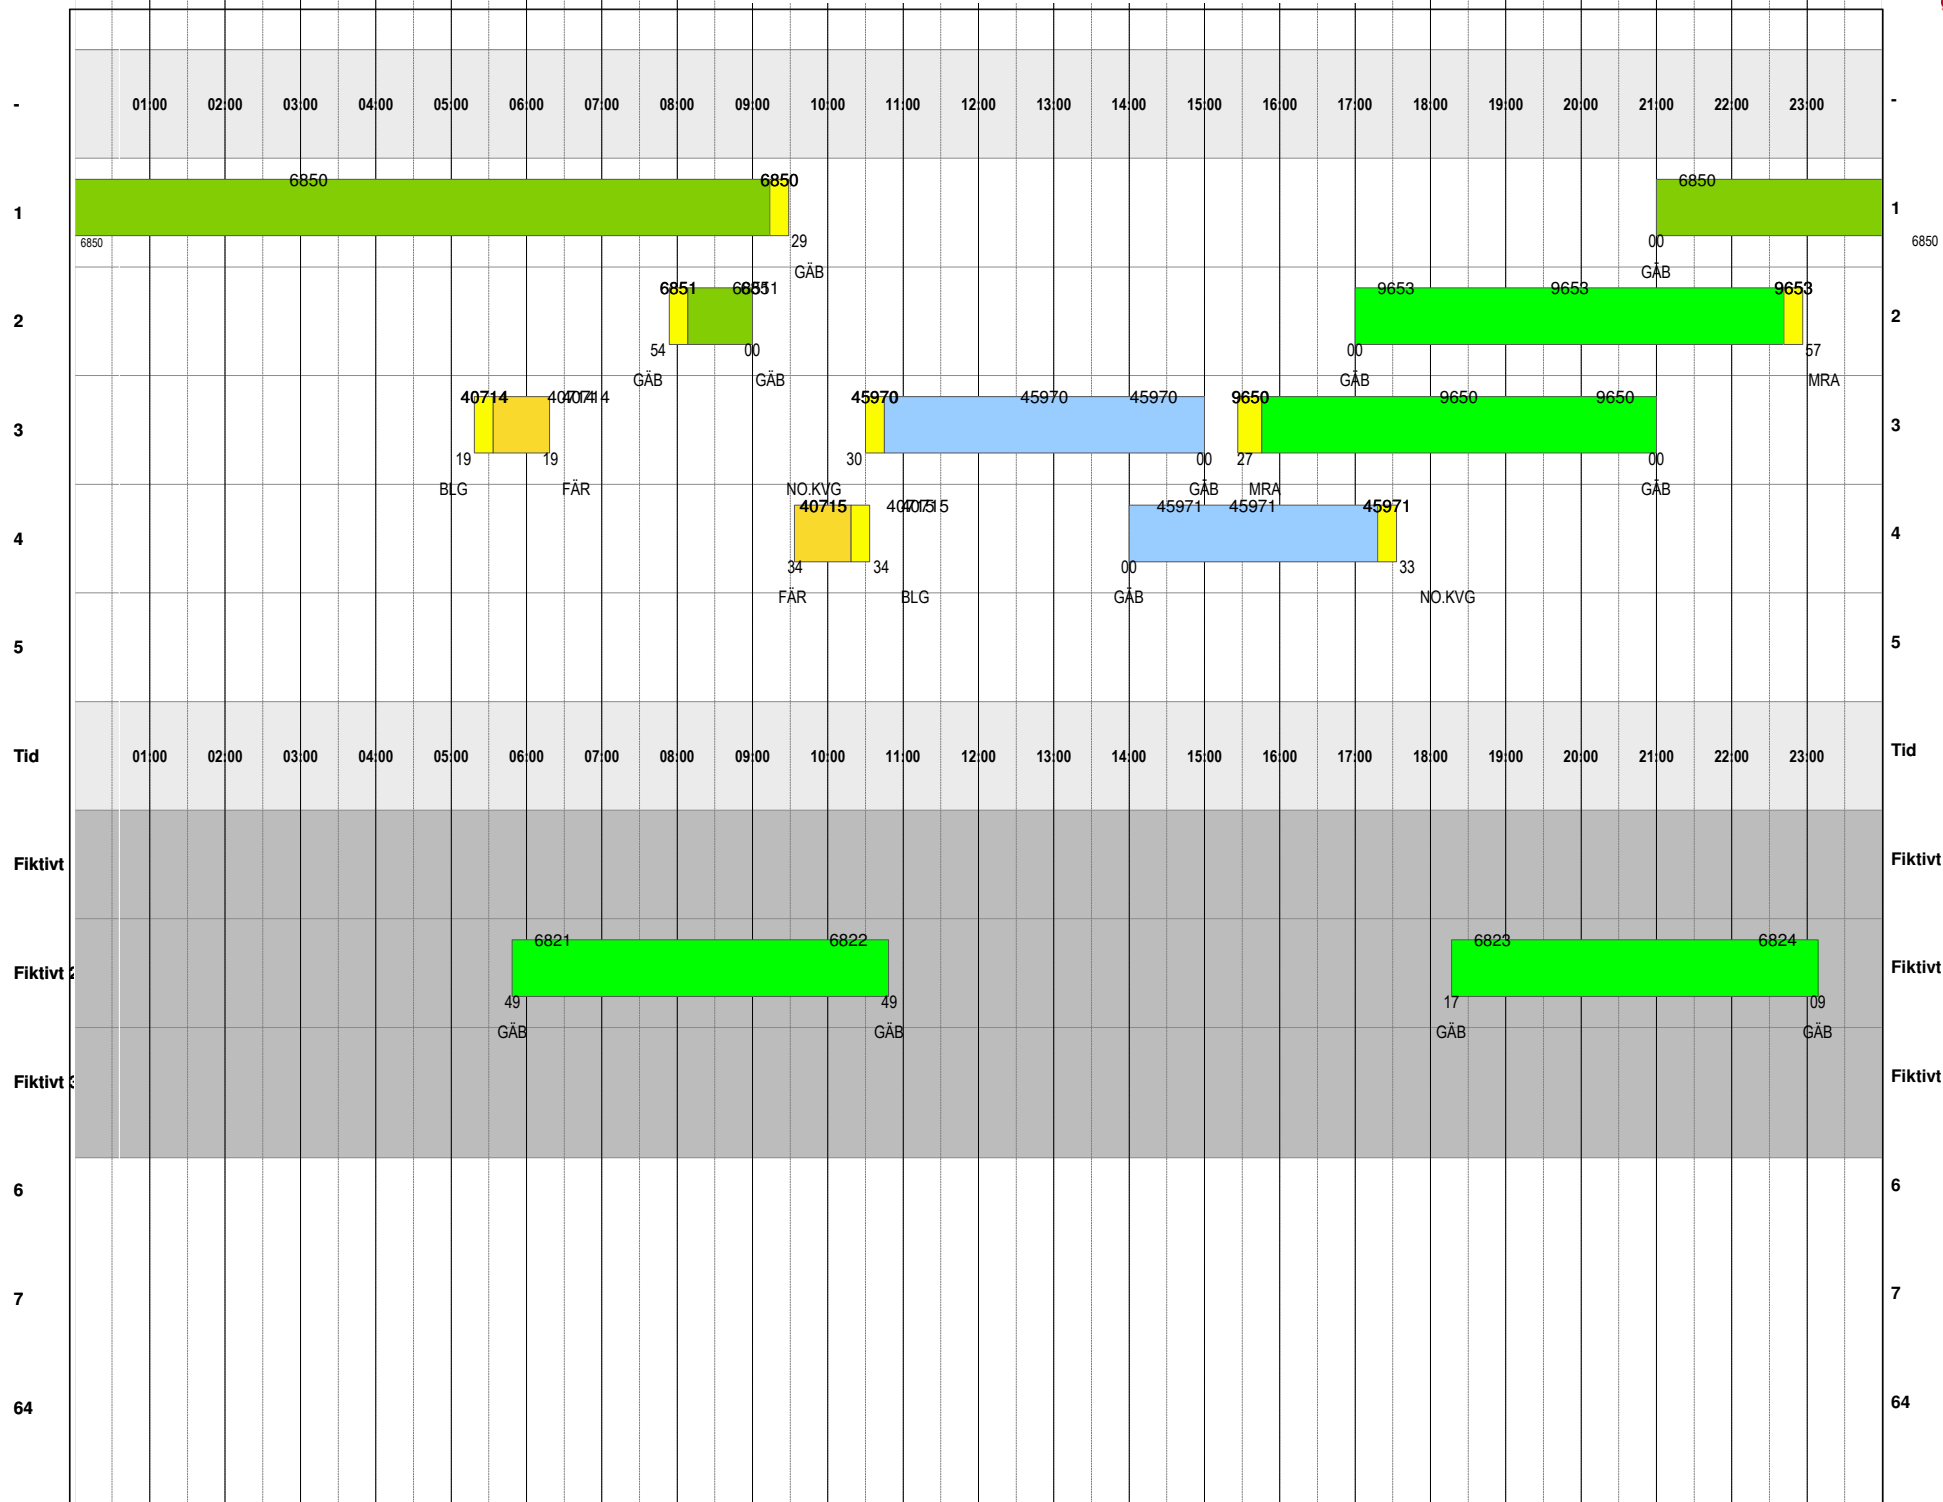 - 01:00 02:00 03:00 04:00 05:00 06:00 07:00 08:00 09:00 10:00 11:00 12:00 13:00 14:00 15:00 16:00 17:00 18:00 19:00 20:00 21:00 22:00 23:00 -
6850 6850 6850
1 1
6850 29 00 6850
GÄB GÄB
6851 6851 6851 9653 9653 9653
2 2
54 00 00 57
GÄB GÄB GÄB MRA
40714 40714 40714 45970 45970 45970 9650 9650 9650
3 3
19 19 30 00 27 00
BLG FÄR NO.KVG GÄB MRA GÄB
40715 40715 40715 45971 45971 45971
4 4
34 34 00 33
FÄR BLG GÄB NO.KVG
5 5
Tid 01:00 02:00 03:00 04:00 05:00 06:00 07:00 08:00 09:00 10:00 11:00 12:00 13:00 14:00 15:00 16:00 17:00 18:00 19:00 20:00 21:00 22:00 23:00 Tid
Fiktivt Fiktivt
6821 6822 6823 6824
Fiktivt 2 Fiktivt
49 49 17 09
GÄB GÄB GÄB GÄB
Fiktivt 3 Fiktivt
6 6
7 7
64 64